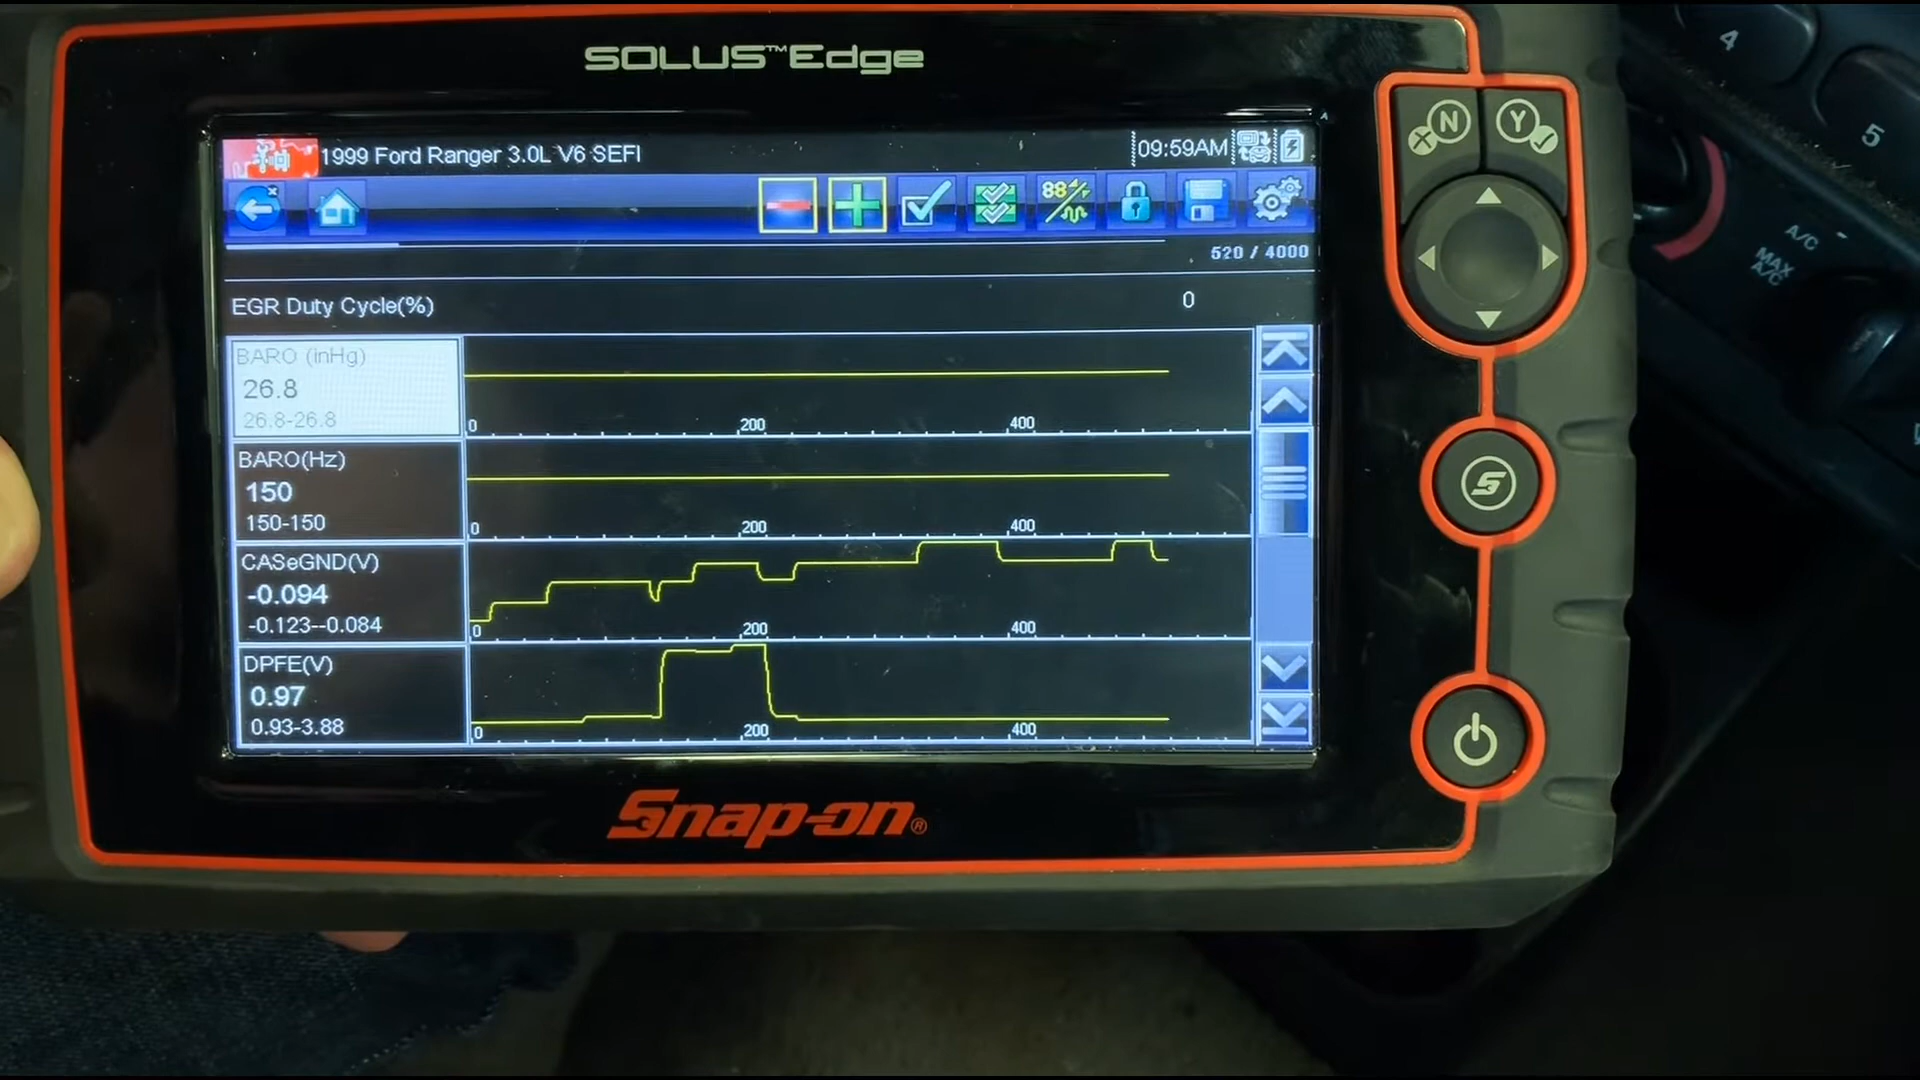 SOLUS™ Edge
1999 Ford Ranger 3.0L V6 SEFI
09:59AM
88
520 / 4000
EGR Duty Cycle(%)
0
BARO (inHg)
26.8
26.8-26.8
0 200 400
BARO(Hz)
150
150-150
0 200 400
CASeGND(V)
-0.094
-0.123--0.084
0 200 400
DPFE(V)
0.97
0.93-3.88
0 200 400
Snap-on®
N
Y
S
4
5
A/C
MAX
A/C